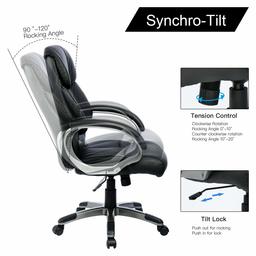 Synchro-Tilt
90°~120°
Rocking Angle
Tension Control
Clockwise Rotation
Rocking Angle 0°~10°
Counter clockwise rotation
Rocking Angle 10°~20°
Tilt Lock
Push out for rocking
Push in for lock